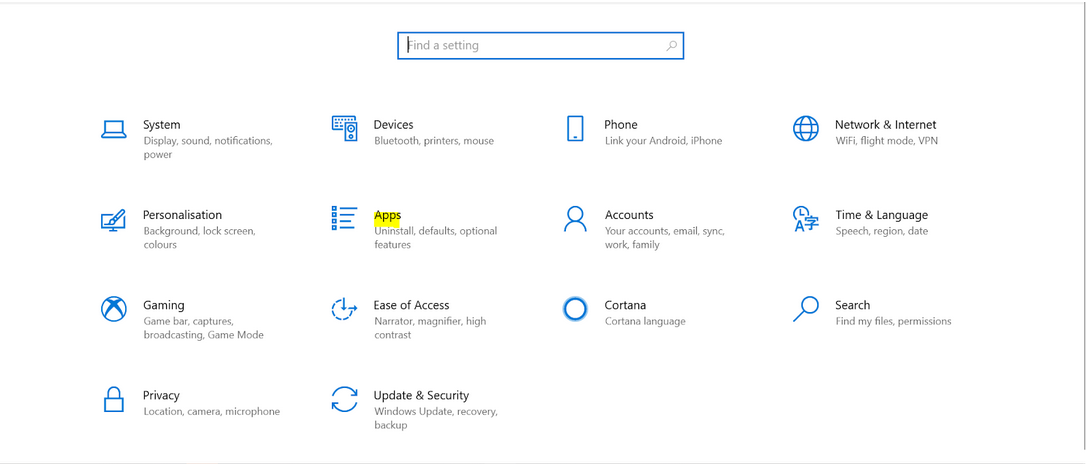 Find a setting
System
Display, sound, notifications,
power
Devices
Bluetooth, printers, mouse
Phone
Link your Android, iPhone
Network & Internet
WiFi, flight mode, VPN
Personalisation
Background, lock screen,
colours
Apps
Uninstall, defaults, optional
features
Accounts
Your accounts, email, sync,
work, family
Time & Language
Speech, region, date
Gaming
Game bar, captures,
broadcasting, Game Mode
Ease of Access
Narrator, magnifier, high
contrast
Cortana
Cortana language
Search
Find my files, permissions
Privacy
Location, camera, microphone
Update & Security
Windows Update, recovery,
backup